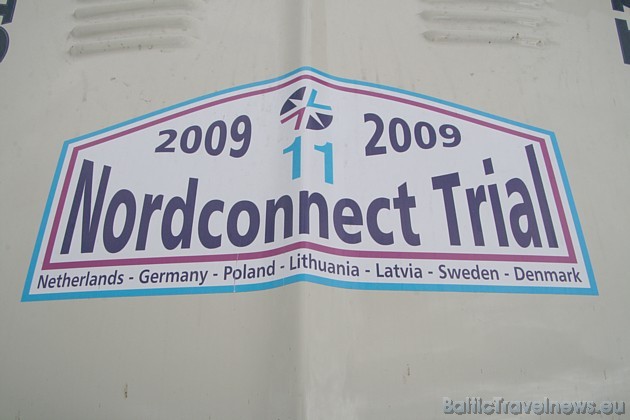 2009 2009
11
Nordconnect Trial
Netherlands - Germany - Poland - Lithuania - Latvia - Sweden - Denmark
BalticTravelnews.eu